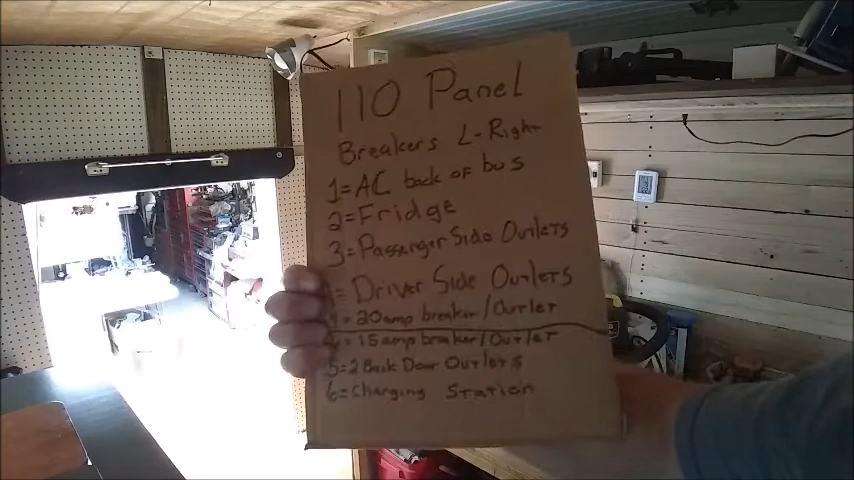 110 Panel
Breakers L-Right
1=AC back of bus
2=Fridge
3=Passenger Side Outlets
= Driver Side Outlets
= 20amp breaker/Outlet
= 15amp breaker/Outlet
5=2 Back Door Outlets
6=Charging Station